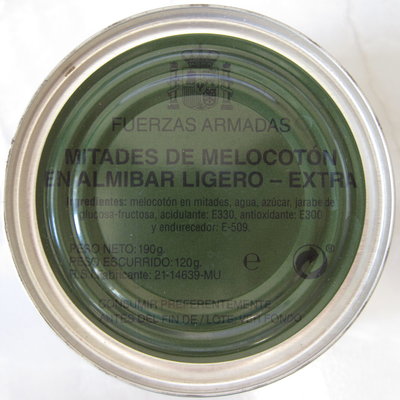 FUERZAS ARMADAS
MITADES DE MELOCOTÓN
EN ALMIBAR LIGERO – EXTRA
Ingredientes: melocotón en mitades, agua, azúcar, jarabe de
glucosa-fructosa, acidulante: E330, antioxidante: E300
y endurecedor: E-509.
PESO NETO: 190g.
PESO ESCURRIDO: 120g.
R.S. Fabricante: 21-14639-MU
e
CONSUMIR PREFERENTEMENTE
ANTES DEL FIN DE / LOTE: VER FONDO